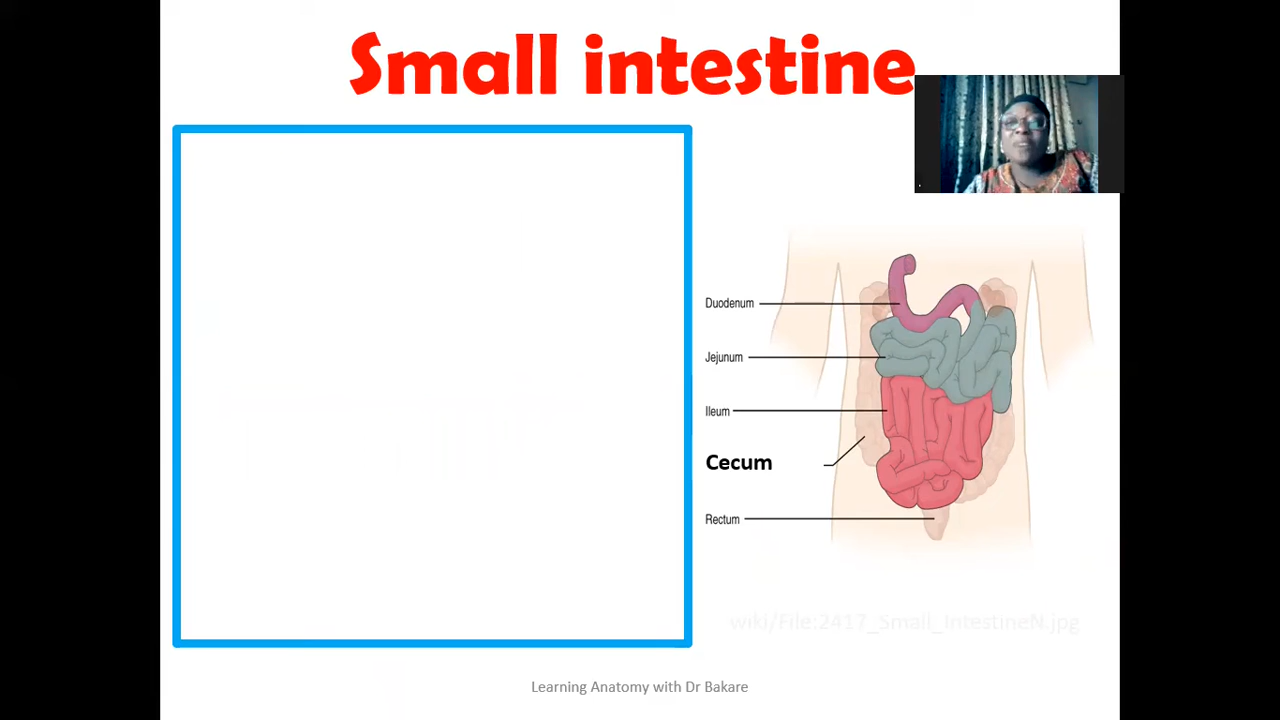 Small intestine
Duodenum
Jejunum
Ileum
Cecum
Rectum
wiki/File:2417_Small_IntestineN.jpg
Learning Anatomy with Dr Bakare